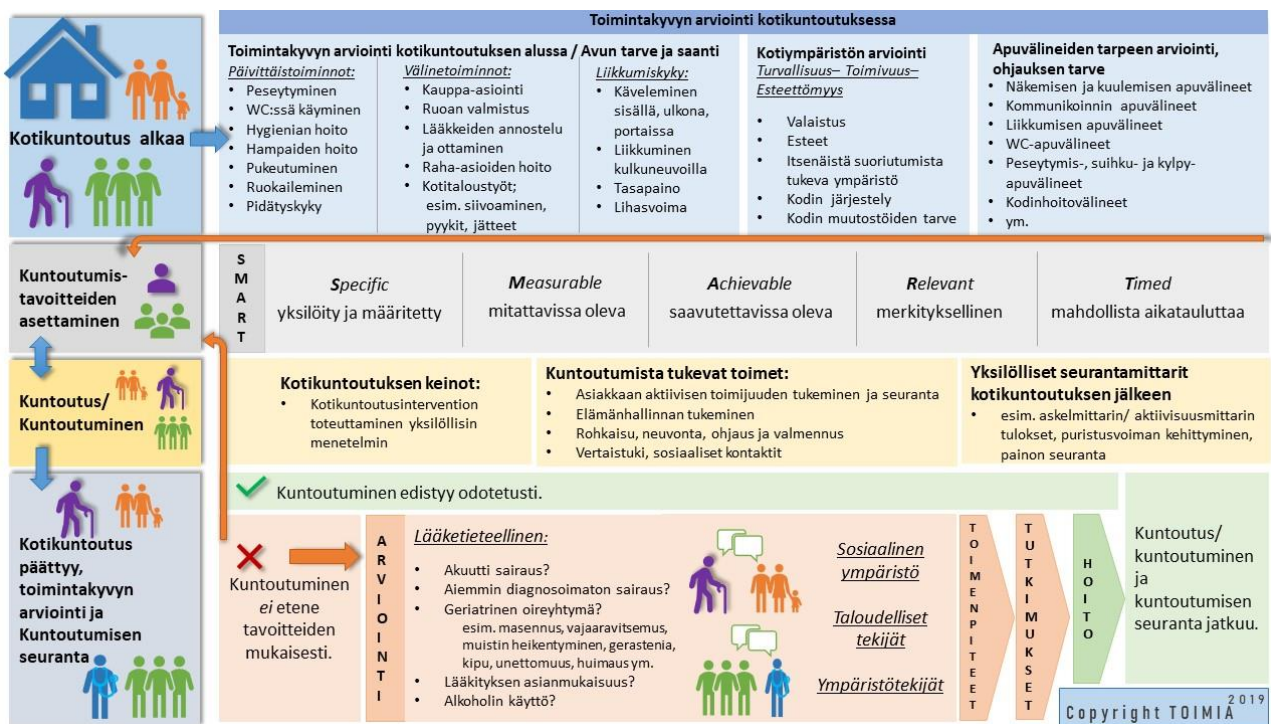 Toimintakyvyn arviointi kotikuntoutuksessa
Kotikuntoutus alkaa
Toimintakyvyn arviointi kotikuntoutuksen alussa / Avun tarve ja saanti
Päivittäistoiminnot:
• Peseytyminen
• WC:ssä käyminen
• Hygienian hoito
• Hampaiden hoito
• Pukeutuminen
• Ruokaileminen
• Pidätyskyky
Välinetoiminnot:
• Kauppa-asiointi
• Ruoan valmistus
• Lääkkeiden annostelu
ja ottaminen
• Raha-asioiden hoito
• Kotitaloustyöt;
esim. siivoaminen,
pyykit, jätteet
Liikkumiskyky:
• Käveleminen
sisällä, ulkona,
portaissa
• Liikkuminen
kulkuneuvoilla
• Tasapaino
• Lihasvoima
Kotiympäristön arviointi
Turvallisuus– Toimivuus–
Esteettömyys
• Valaistus
• Esteet
• Itsenäistä suoriutumista
tukeva ympäristö
• Kodin järjestely
• Kodin muutostöiden tarve
Apuvälineiden tarpeen arviointi,
ohjauksen tarve
• Näkemisen ja kuulemisen apuvälineet
• Kommunikoinnin apuvälineet
• Liikkumisen apuvälineet
• WC-apuvälineet
• Peseytymis-, suihku- ja kylpy-
apuvälineet
• Kodinhoitovälineet
• ym.
Kuntoutumis-
tavoitteiden
asettaminen
SMART
Specific
yksilöity ja määritetty
Measurable
mitattavissa oleva
Achievable
saavutettavissa oleva
Relevant
merkityksellinen
Timed
mahdollista aikatauluttaa
Kuntoutus/
Kuntoutuminen
Kotikuntoutuksen keinot:
• Kotikuntoutusintervention
toteuttaminen yksilöllisin
menetelmin
Kuntoutumista tukevat toimet:
• Asiakkaan aktiivisen toimijuuden tukeminen ja seuranta
• Elämänhallinnan tukeminen
• Rohkaisu, neuvonta, ohjaus ja valmennus
• Vertaistuki, sosiaaliset kontaktit
Yksilölliset seurantamittarit
kotikuntoutuksen jälkeen
• esim. askelmittarin/ aktiivisuusmittarin
tulokset, puristusvoiman kehittyminen,
painon seuranta
Kotikuntoutus
päättyy,
toimintakyvyn
arviointi ja
Kuntoutumisen
seuranta
Kuntoutuminen edistyy odotetusti.
Kuntoutuminen
ei etene
tavoitteiden
mukaisesti.
ARVIOINTI
Lääketieteellinen:
• Akuutti sairaus?
• Aiemmin diagnosoimaton sairaus?
• Geriatrinen oireyhtymä?
esim. masennus, vajaaravitsemus,
muistin heikentyminen, gerastenia,
kipu, unettomuus, huimaus ym.
• Lääkityksen asianmukaisuus?
• Alkoholin käyttö?
Sosiaalinen
ympäristö
Taloudelliset
tekijät
Ympäristötekijät
TOIMENPITEET
TUTKIMUKSET
HOITO
Kuntoutus/
kuntoutuminen
ja
kuntoutumisen
seuranta jatkuu.
Copyright TOIMIA 2019